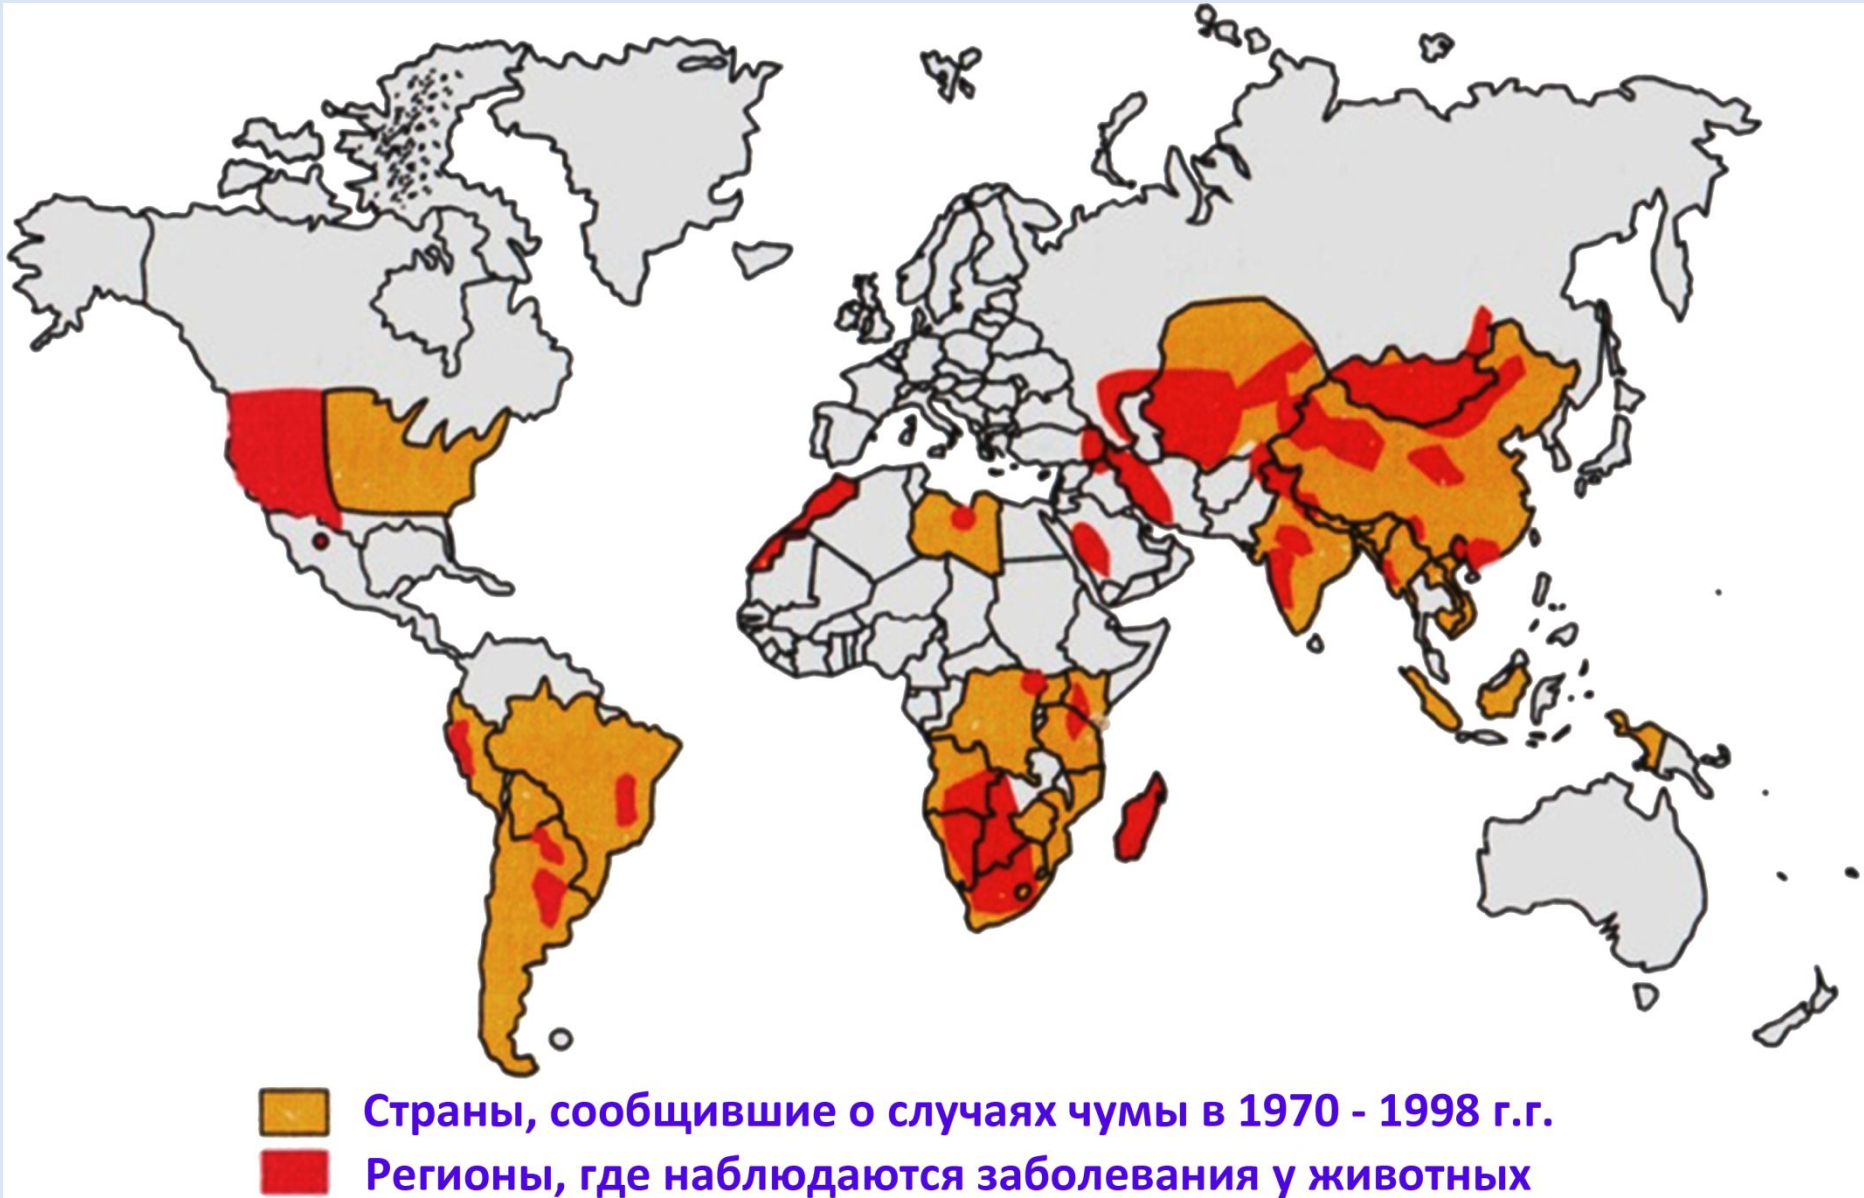 Страны, сообщившие о случаях чумы в 1970 - 1998 г.г.
Регионы, где наблюдаются заболевания у животных